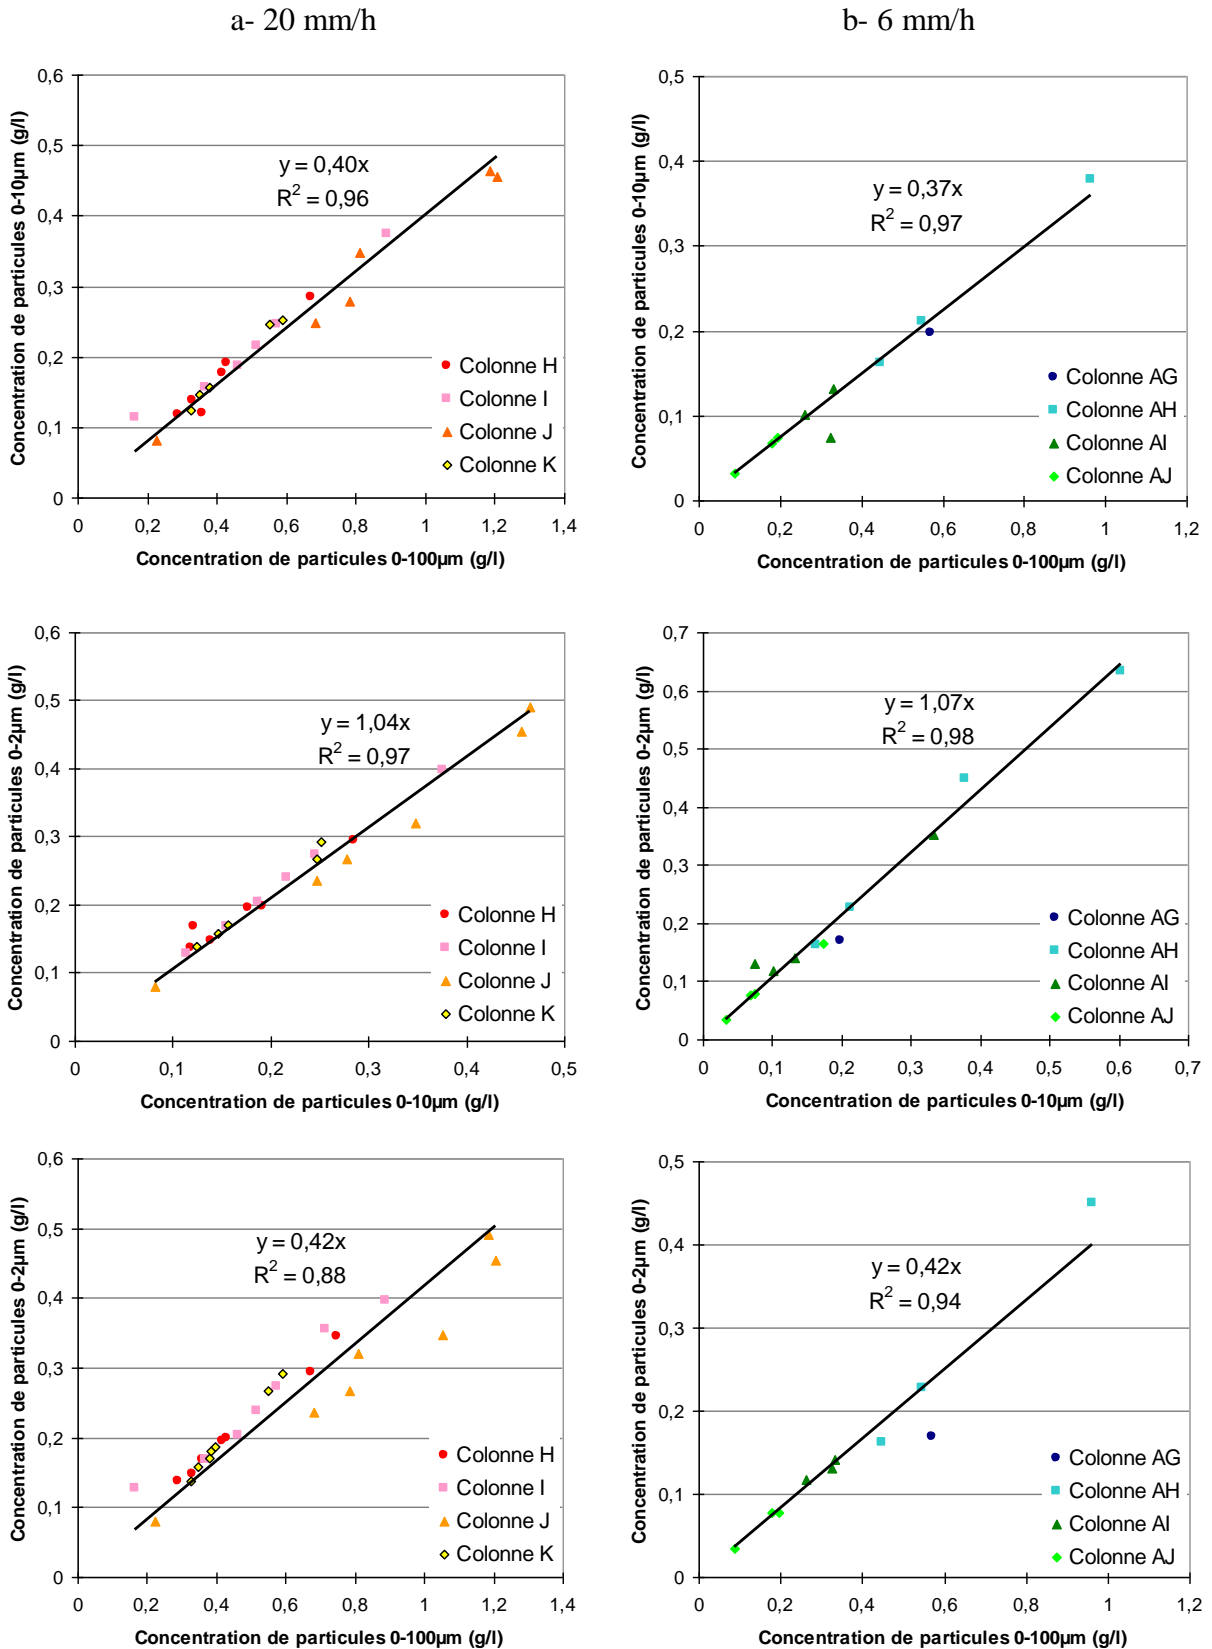 a- 20 mm/h
b- 6 mm/h
Concentration de particules 0-10µm (g/l)
0,6
0,5
0,4
0,3
0,2
0,1
0
y = 0,40x
R² = 0,96
Colonne H
Colonne I
Colonne J
Colonne K
0 0,2 0,4 0,6 0,8 1 1,2 1,4
Concentration de particules 0-100µm (g/l)
Concentration de particules 0-10µm (g/l)
0,5
0,4
0,3
0,2
0,1
0
y = 0,37x
R² = 0,97
Colonne AG
Colonne AH
Colonne AI
Colonne AJ
0 0,2 0,4 0,6 0,8 1 1,2
Concentration de particules 0-100µm (g/l)
Concentration de particules 0-2µm (g/l)
0,6
0,5
0,4
0,3
0,2
0,1
0
y = 1,04x
R² = 0,97
Colonne H
Colonne I
Colonne J
Colonne K
0 0,1 0,2 0,3 0,4 0,5
Concentration de particules 0-10µm (g/l)
Concentration de particules 0-2µm (g/l)
0,7
0,6
0,5
0,4
0,3
0,2
0,1
0
y = 1,07x
R² = 0,98
Colonne AG
Colonne AH
Colonne AI
Colonne AJ
0 0,1 0,2 0,3 0,4 0,5 0,6 0,7
Concentration de particules 0-10µm (g/l)
Concentration de particules 0-2µm (g/l)
0,6
0,5
0,4
0,3
0,2
0,1
0
y = 0,42x
R² = 0,88
Colonne H
Colonne I
Colonne J
Colonne K
0 0,2 0,4 0,6 0,8 1 1,2 1,4
Concentration de particules 0-100µm (g/l)
Concentration de particules 0-2µm (g/l)
0,5
0,4
0,3
0,2
0,1
0
y = 0,42x
R² = 0,94
Colonne AG
Colonne AH
Colonne AI
Colonne AJ
0 0,2 0,4 0,6 0,8 1 1,2
Concentration de particules 0-100µm (g/l)